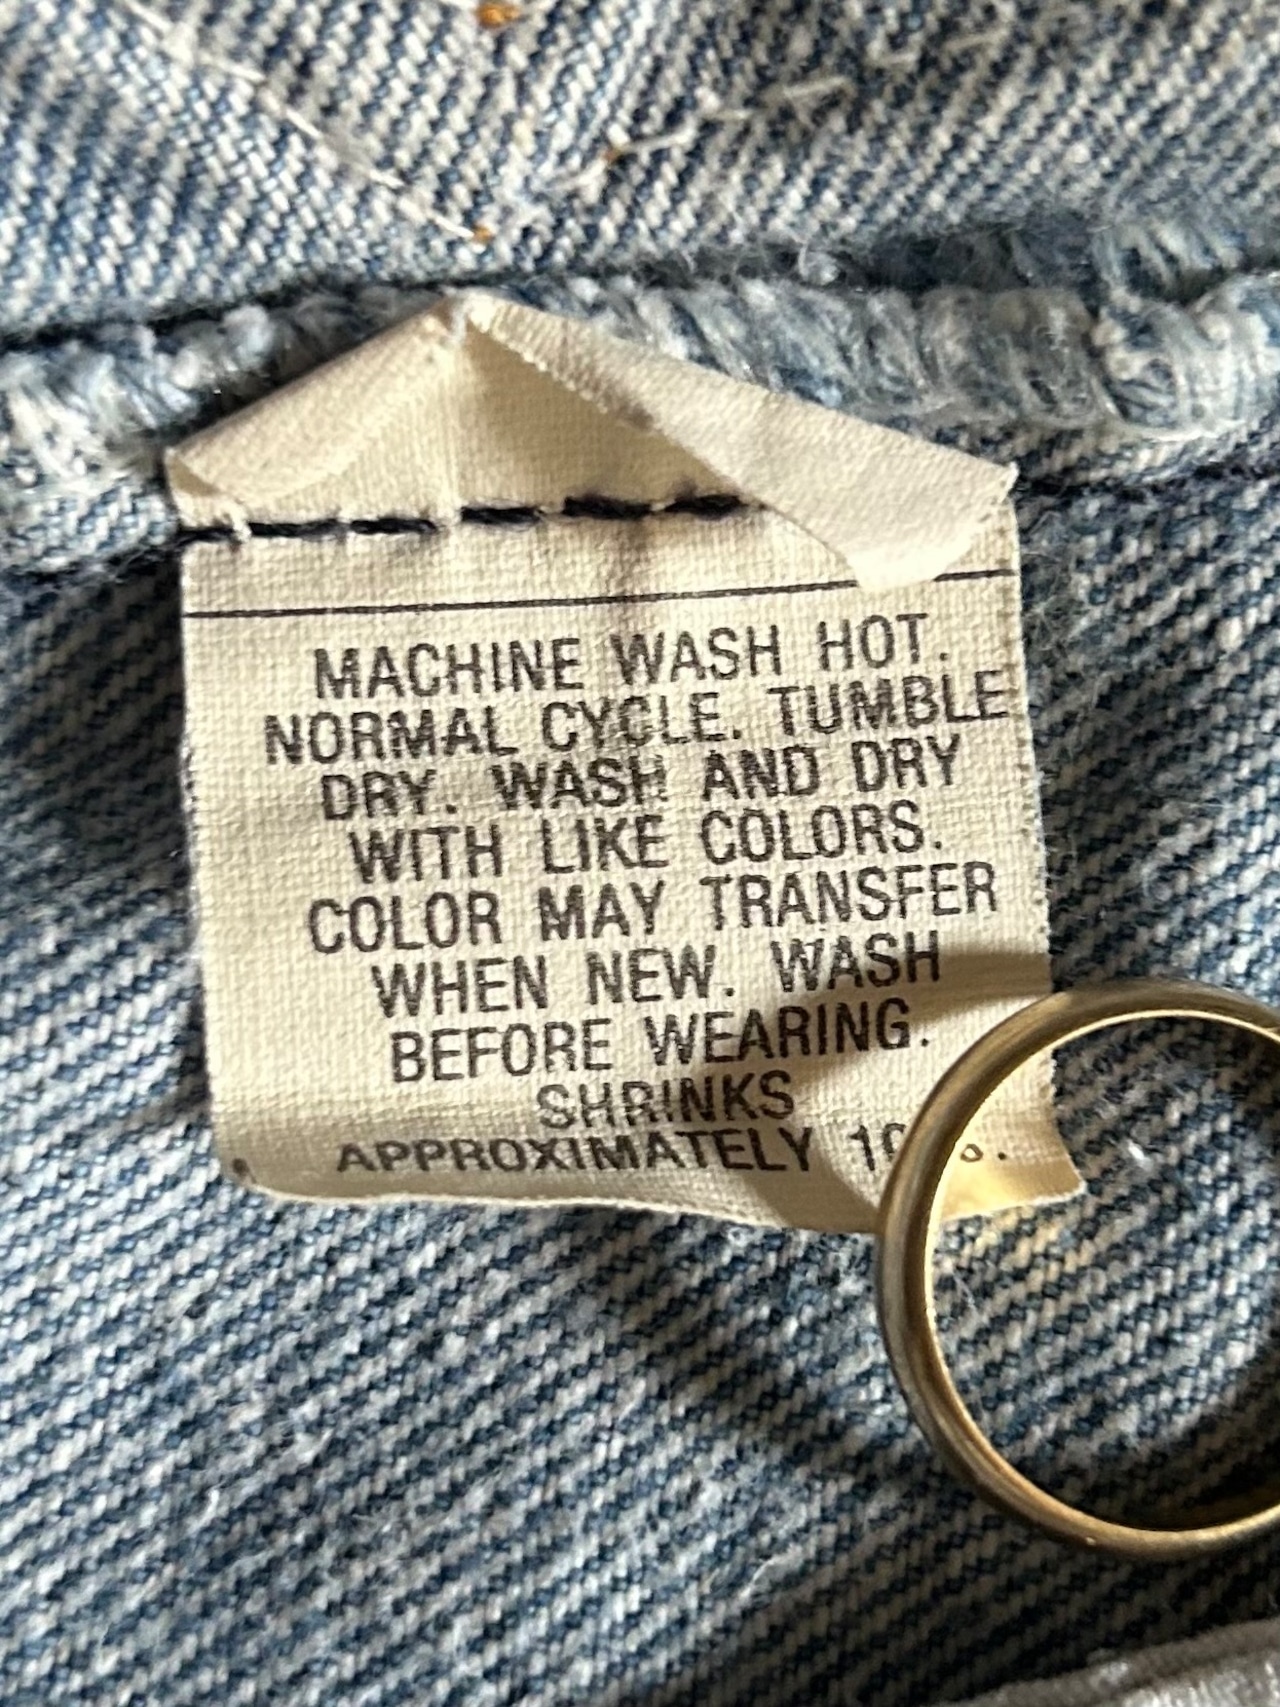 MACHINE WASH HOT.
NORMAL CYCLE. TUMBLE
DRY. WASH AND DRY
WITH LIKE COLORS.
COLOR MAY TRANSFER
WHEN NEW. WASH
BEFORE WEARING.
SHRINKS
APPROXIMATELY